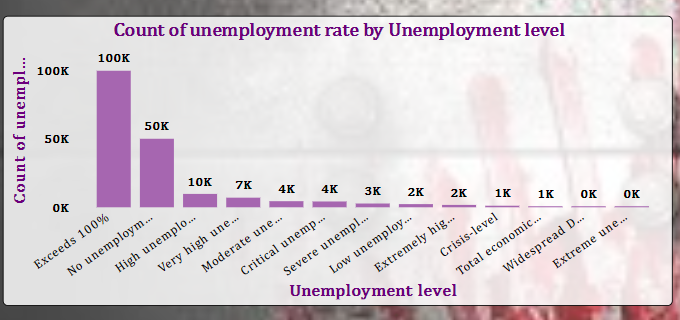 Count of unemployment rate by Unemployment level
Count of unempl...
100K
50K
0K
100K
50K
10K
7K
4K
4K
3K
2K
2K
1K
1K
0K
0K
Exceeds 100%
No unemploym...
High unemplo...
Very high une...
Moderate une...
Critical unemp...
Severe unempl...
Low unemploy...
Extremely hig...
Crisis-level
Total economic...
Widespread D...
Extreme une...
Unemployment level